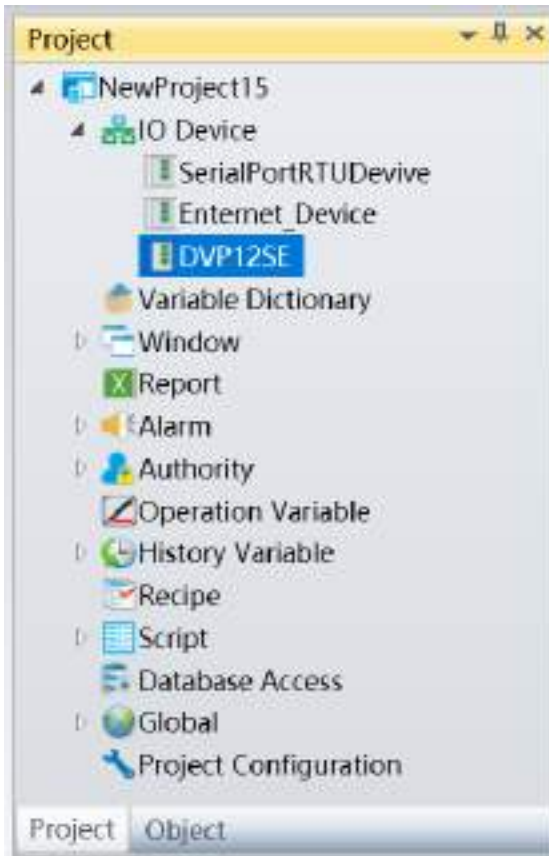 Project
NewProject15
IO Device
SerialPortRTUDevive
Enternet_Device
DVP12SE
Variable Dictionary
Window
Report
Alarm
Authority
Operation Variable
History Variable
Recipe
Script
Database Access
Global
Project Configuration
Project Object